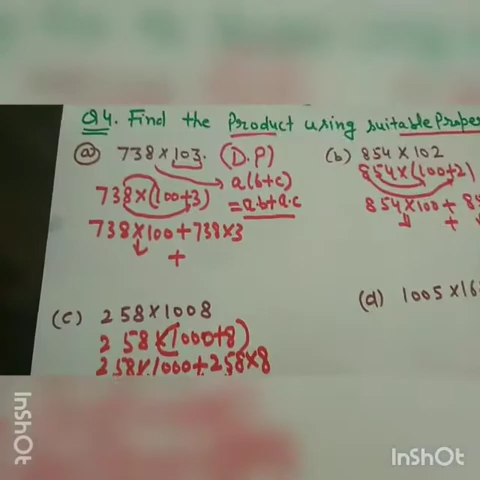 Q4. Find the Product using suitable Proper
(a) 738 × 103. (D.P)
738×(100+3) a(b+c)
= a.b+a.c
738×100+738×3
+
(b) 854 × 102
854×(100+2)
854×100+ 85
+
(c) 258×1008
258×(1000+8)
258×1000+258×8
(d) 1005×16
InShOt
InShOt